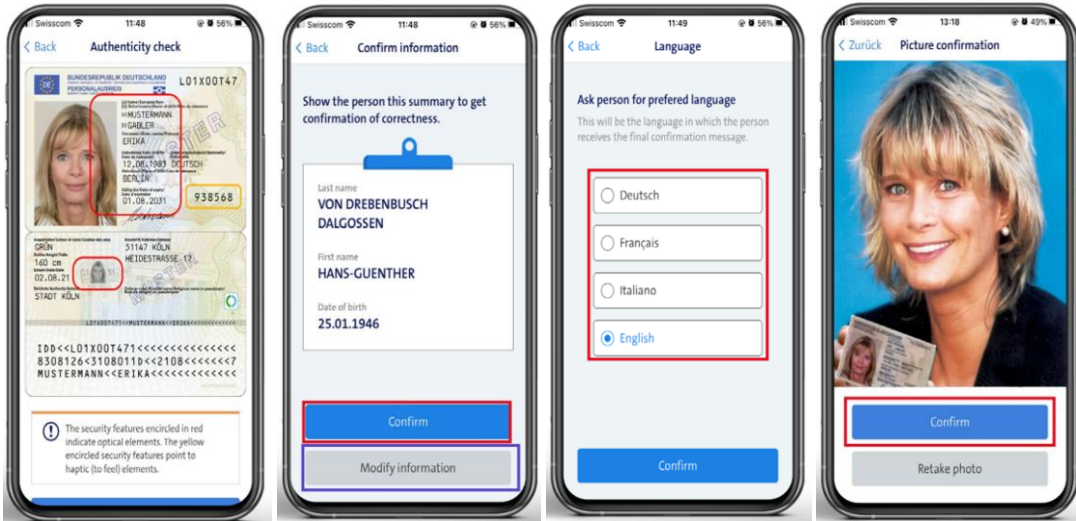 Swisscom
11:48
56%
Back
Authenticity check
BUNDESREPUBLIK DEUTSCHLAND
L01X00T47
PERSONALAUSWEIS
MUSTERMANN
GABLER
ERIKA
12.08.1983 DEUTSCH
BERLIN
01.08.2031
938568
GRÜN
51147 KÖLN
160 cm
HEIDESTRASSE 17
02.08.21
STADT KÖLN
MUSTER
IDD<<L01X00T471<<<<<<<<<<<<<<<
8308126<3108011D<<2108<<<<<<<7
MUSTERMANN<<ERIKA<<<<<<<<<<<<<
The security features encircled in red
indicate optical elements. The yellow
encircled security features point to
haptic (to feel) elements.
Swisscom
11:48
56%
Back
Confirm information
Show the person this summary to get
confirmation of correctness.
Last name
VON DREBENBUSCH
DALGOSSEN
First name
HANS-GUENTHER
Date of birth
25.01.1946
Confirm
Modify information
Swisscom
11:49
56%
Back
Language
Ask person for prefered language
This will be the language in which the person
receives the final confirmation message.
Deutsch
Français
Italiano
English
Confirm
Swisscom
13:18
49%
Zurück
Picture confirmation
Confirm
Retake photo